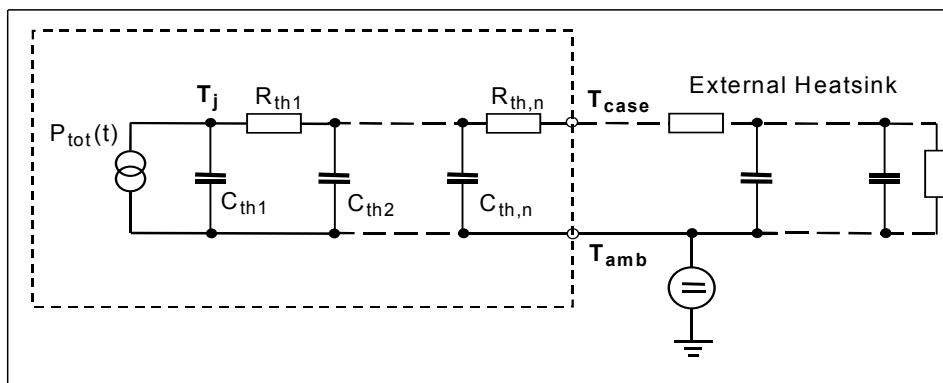 External Heatsink
T_j
R_th1
R_th,n
T_case
P_tot(t)
C_th1
C_th2
C_th,n
T_amb